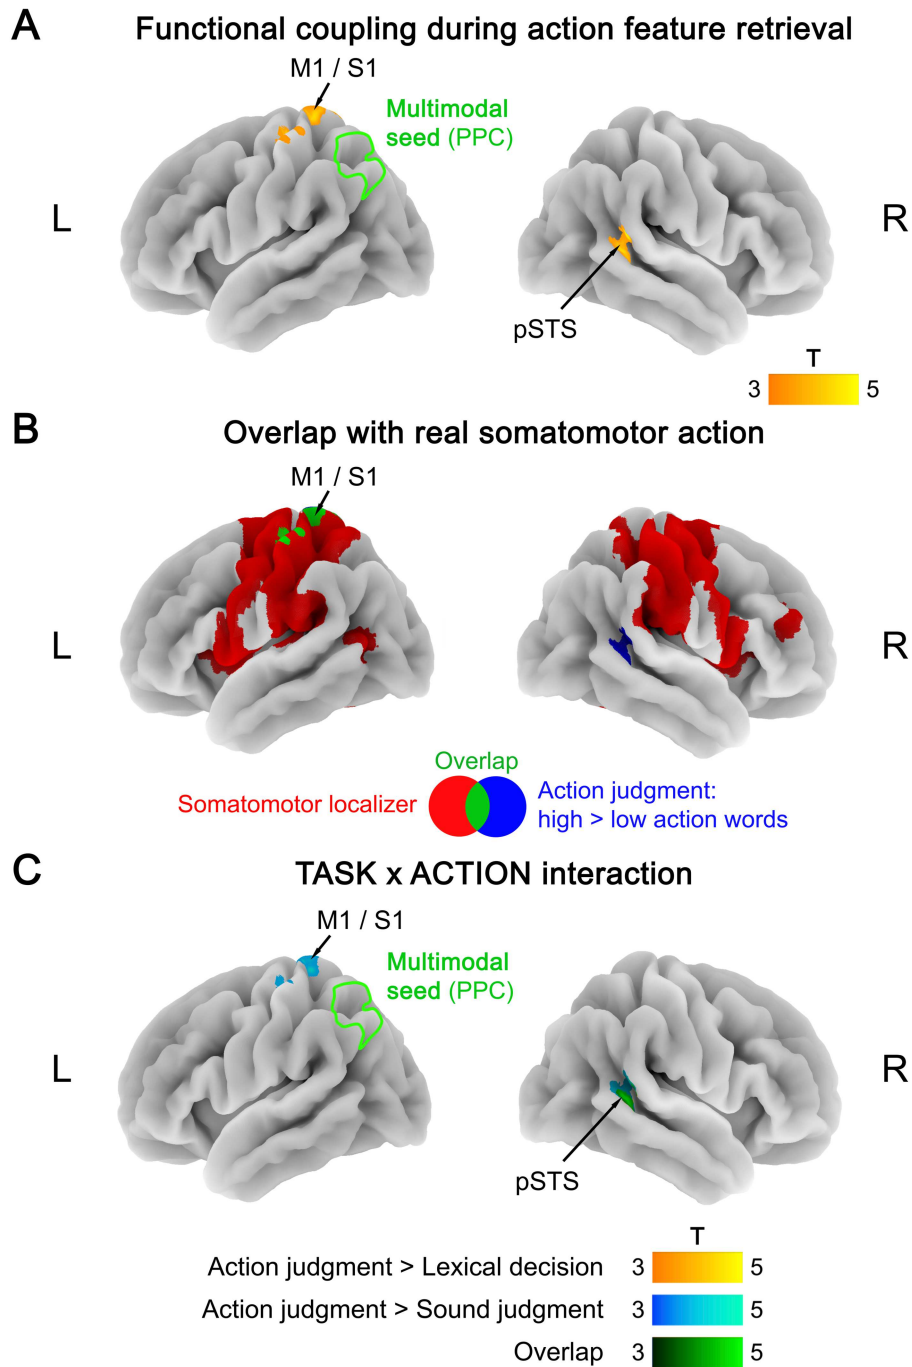 A
Functional coupling during action feature retrieval
M1 / S1
Multimodal
seed (PPC)
L
R
pSTS
T
3
5
B
Overlap with real somatomotor action
M1 / S1
L
R
Overlap
Somatomotor localizer
Action judgment:
high > low action words
C
TASK x ACTION interaction
M1 / S1
Multimodal
seed (PPC)
L
R
pSTS
T
Action judgment > Lexical decision 3 5
Action judgment > Sound judgment 3 5
Overlap 3 5